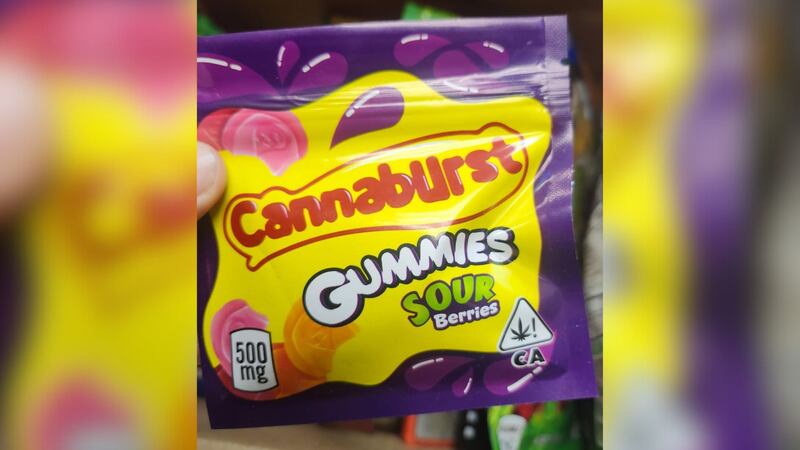 Cannaburst
GUMMIES
SOUR
Berries
500
mg
!
CA